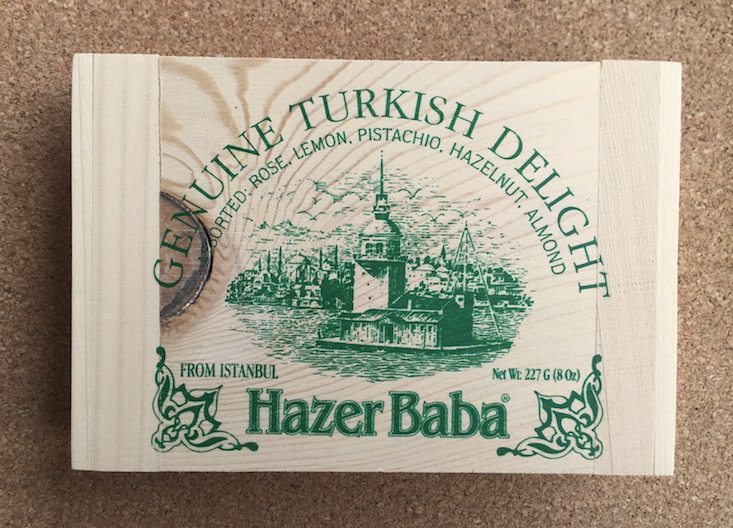 GENUINE TURKISH DELIGHT
ASSORTED: ROSE, LEMON, PISTACHIO, HAZELNUT, ALMOND
FROM ISTANBUL
Net Wt: 227 G (8 Oz)
Hazer Baba®